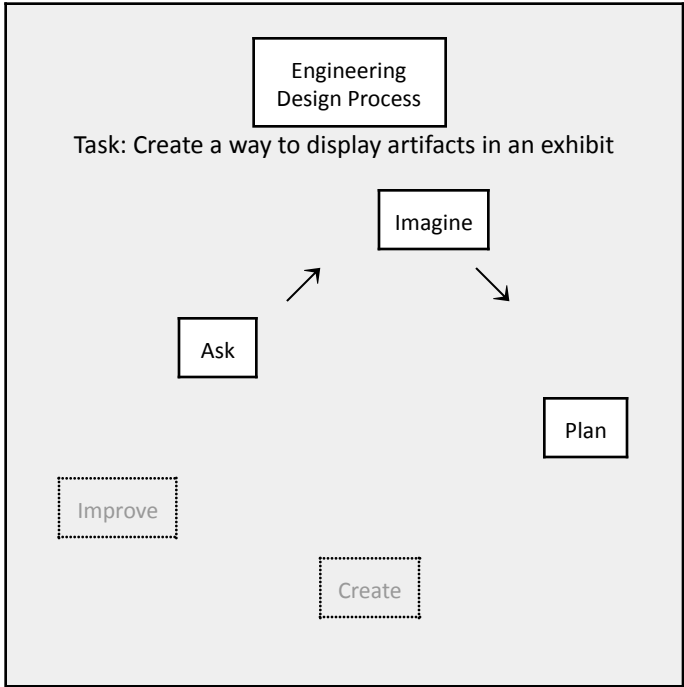 Engineering
Design Process
Task: Create a way to display artifacts in an exhibit
Imagine
Ask
Plan
Improve
Create